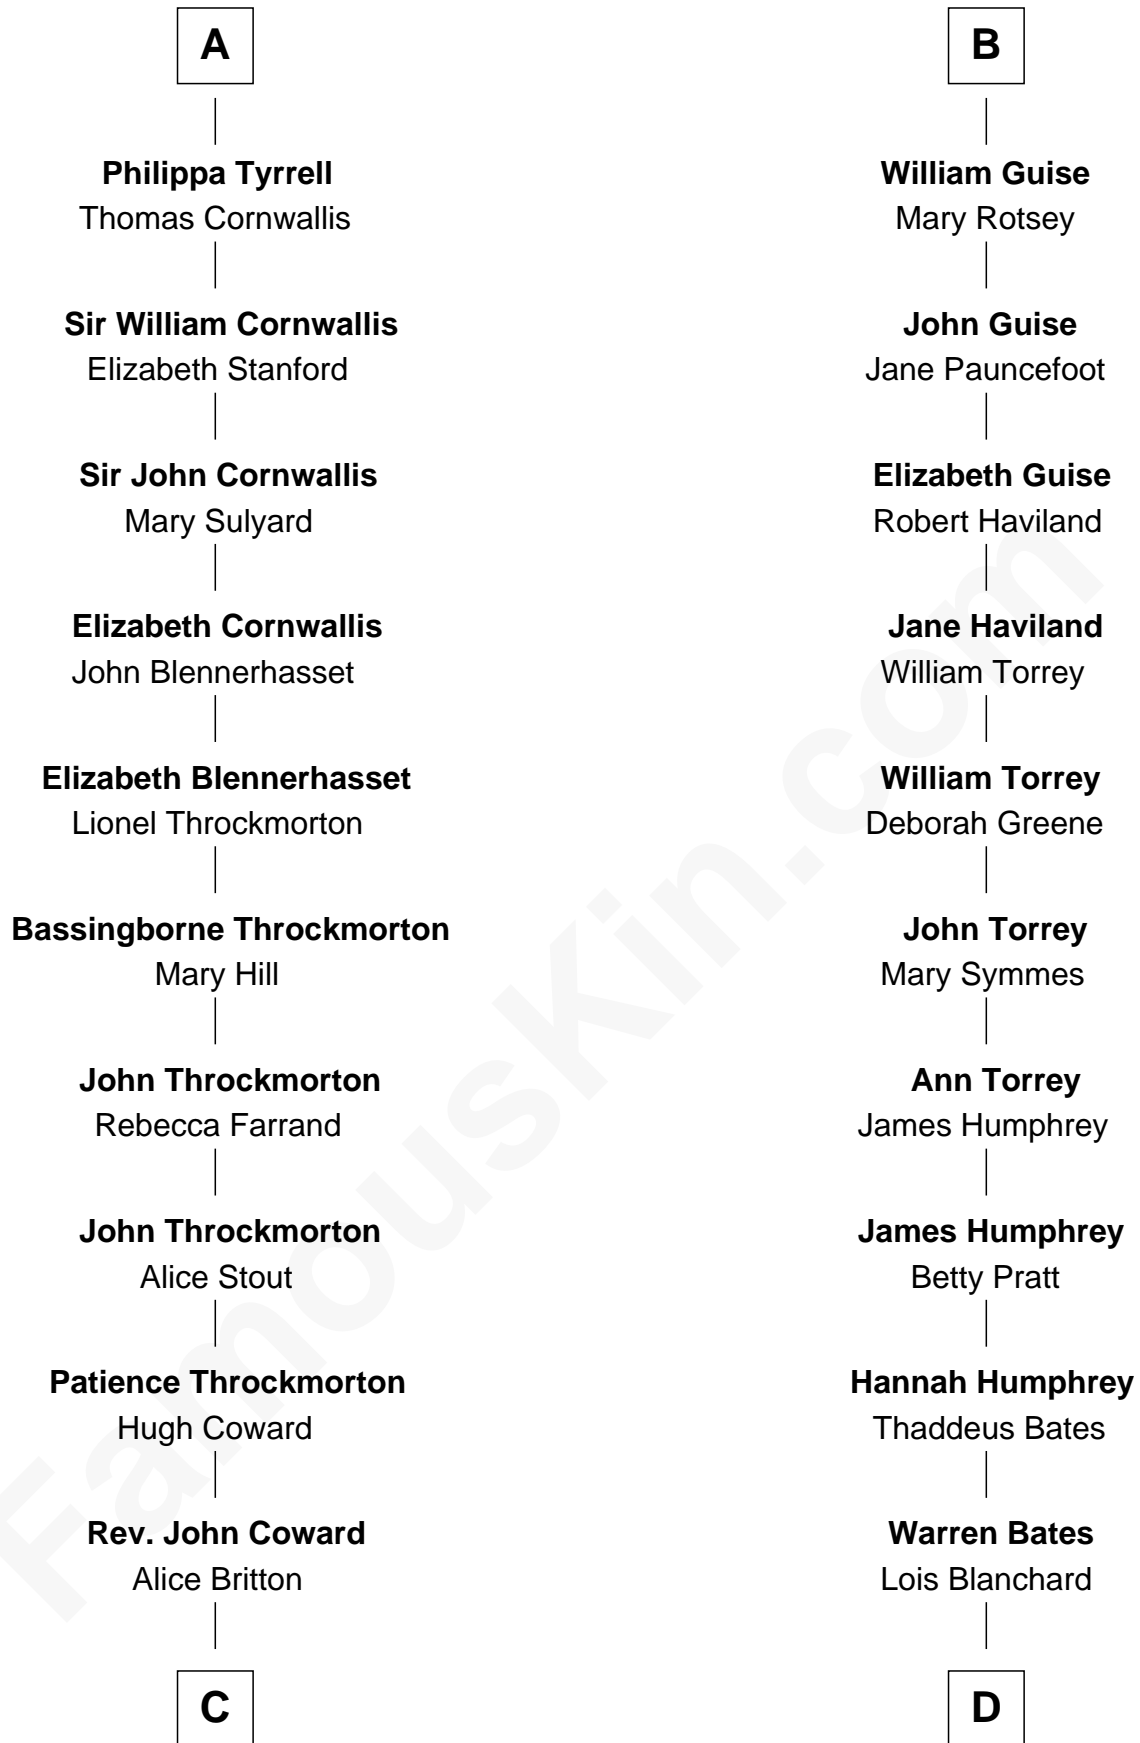 A
Philippa Tyrrell
Thomas Cornwallis
Sir William Cornwallis
Elizabeth Stanford
Sir John Cornwallis
Mary Sulyard
Elizabeth Cornwallis
John Blennerhasset
Elizabeth Blennerhasset
Lionel Throckmorton
Bassingborne Throckmorton
Mary Hill
John Throckmorton
Rebecca Farrand
John Throckmorton
Alice Stout
Patience Throckmorton
Hugh Coward
Rev. John Coward
Alice Britton
C
B
William Guise
Mary Rotsey
John Guise
Jane Pauncefoot
Elizabeth Guise
Robert Haviland
Jane Haviland
William Torrey
William Torrey
Deborah Greene
John Torrey
Mary Symmes
Ann Torrey
James Humphrey
James Humphrey
Betty Pratt
Hannah Humphrey
Thaddeus Bates
Warren Bates
Lois Blanchard
D
FamousKin.com